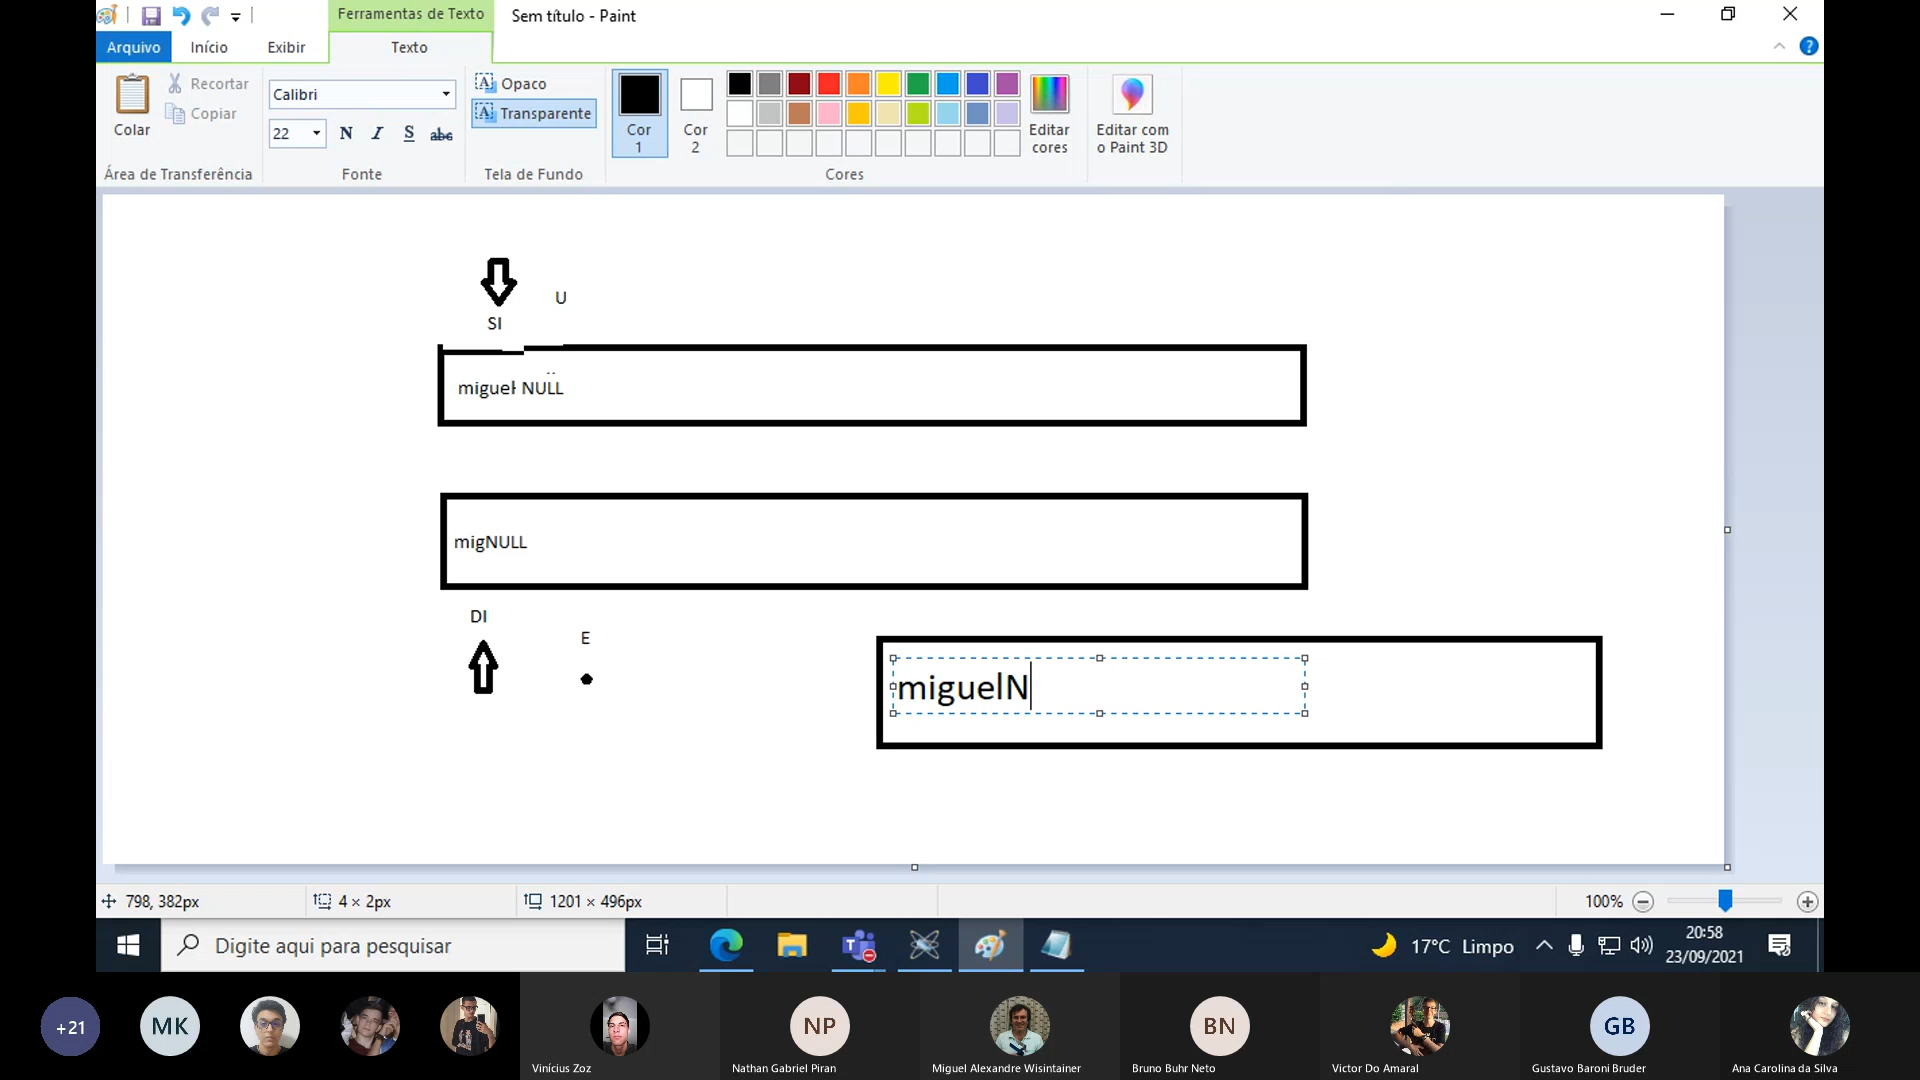 Ferramentas de Texto
Sem título - Paint
Arquivo
Início
Exibir
Texto
Colar
Recortar
Copiar
Área de Transferência
Calibri
22
N I S abc
Fonte
Opaco
Transparente
Tela de Fundo
Cor 1
Cor 2
Editar cores
Cores
Editar com o Paint 3D
U
SI
miguel NULL
migNULL
DI
E
miguelN
798, 382px
4 × 2px
1201 × 496px
100%
Digite aqui para pesquisar
17°C Limpo
20:58
23/09/2021
+21
MK
NP
BN
GB
Vinícius Zoz
Nathan Gabriel Piran
Miguel Alexandre Wisintainer
Bruno Buhr Neto
Victor Do Amaral
Gustavo Baroni Bruder
Ana Carolina da Silva